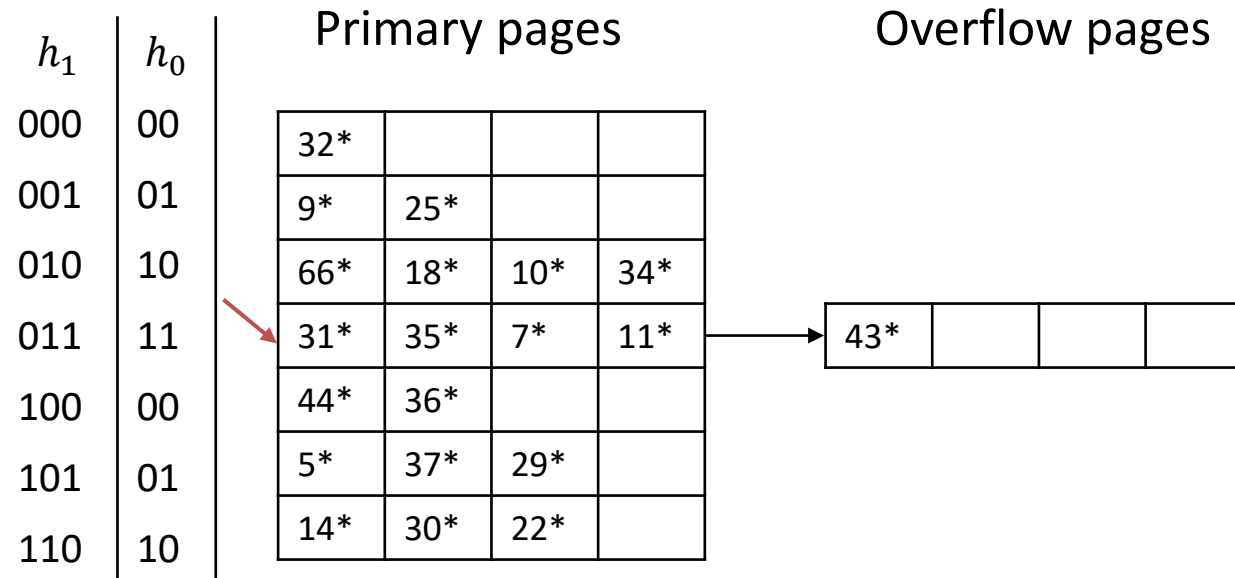 h₁ h₀ Primary pages Overflow pages
000 00 32*
001 01 9* 25*
010 10 66* 18* 10* 34*
011 11 31* 35* 7* 11* 43*
100 00 44* 36*
101 01 5* 37* 29*
110 10 14* 30* 22*